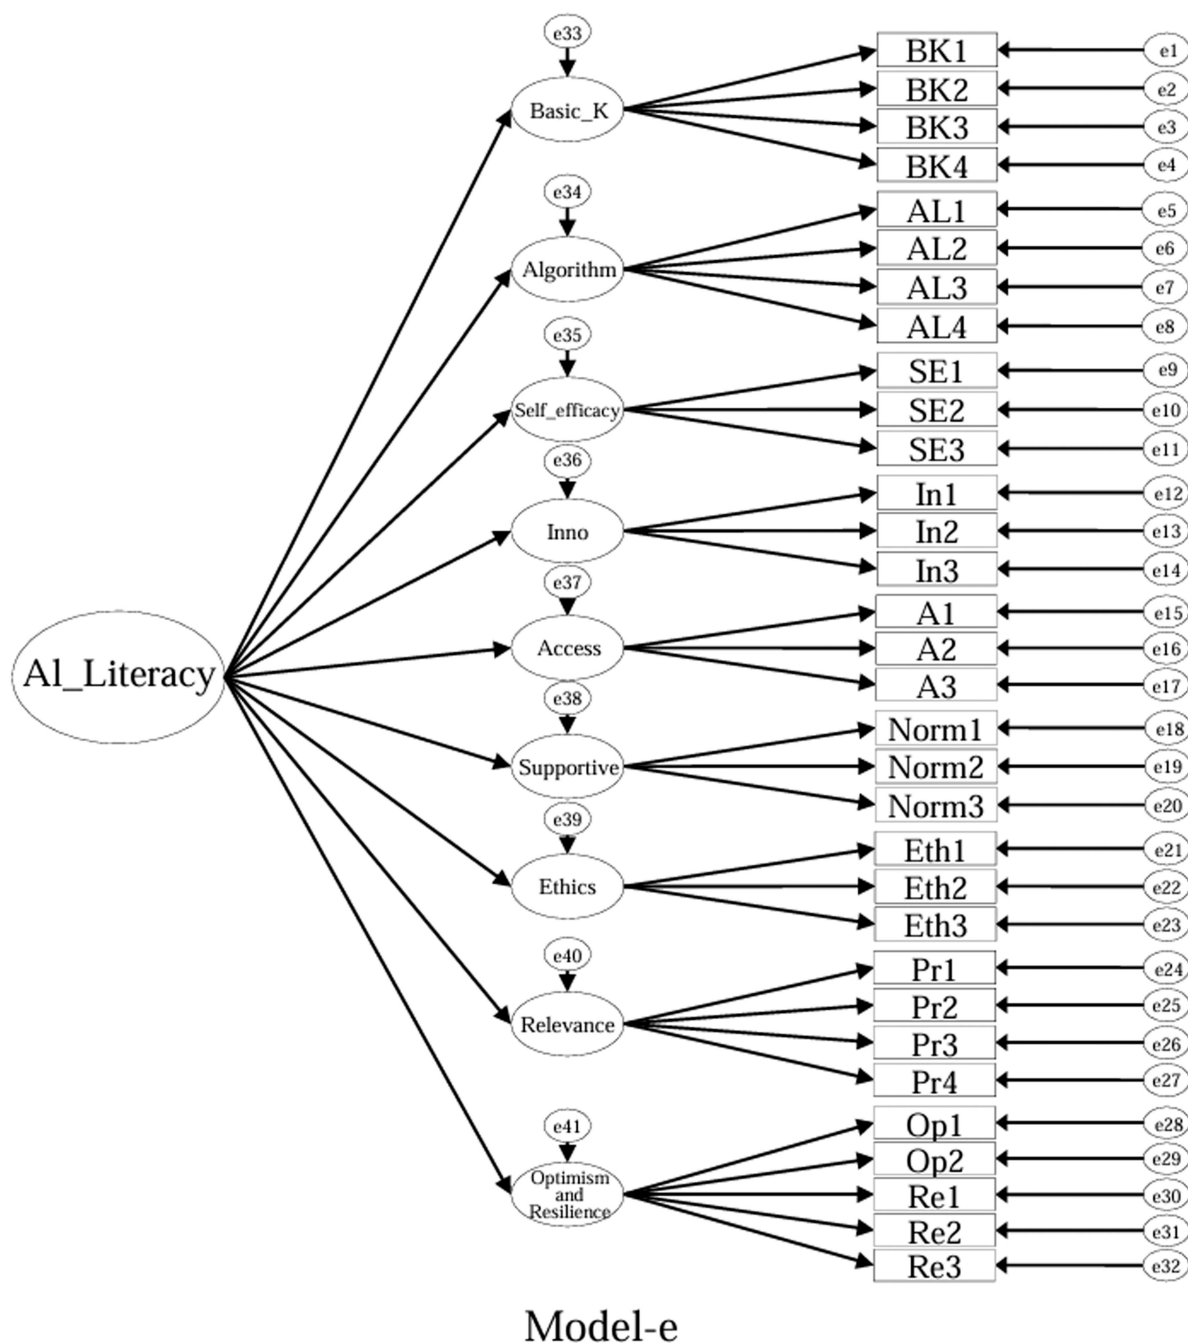 e33
Basic_K
BK1
e1
BK2
e2
BK3
e3
BK4
e4
e34
Algorithm
AL1
e5
AL2
e6
AL3
e7
AL4
e8
e35
Self_efficacy
SE1
e9
SE2
e10
SE3
e11
e36
Inno
In1
e12
In2
e13
In3
e14
e37
Access
A1
e15
A2
e16
A3
e17
AI_Literacy
e38
Supportive
Norm1
e18
Norm2
e19
Norm3
e20
e39
Ethics
Eth1
e21
Eth2
e22
Eth3
e23
e40
Relevance
Pr1
e24
Pr2
e25
Pr3
e26
Pr4
e27
e41
Optimism
and
Resilience
Op1
e28
Op2
e29
Re1
e30
Re2
e31
Re3
e32
Model-e